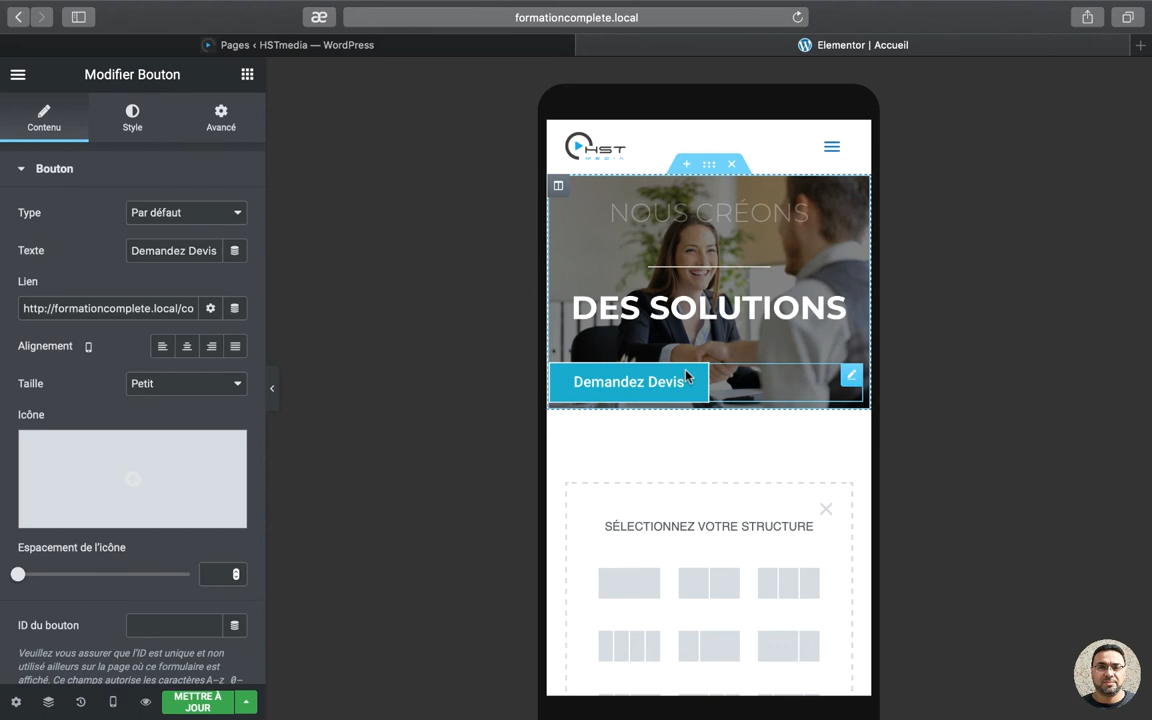 formationcomplete.local
Pages < HSTmedia — WordPress
Elementor | Accueil
Modifier Bouton
Contenu
Style
Avancé
Bouton
Type
Par défaut
Texte
Demandez Devis
Lien
http://formationcomplete.local/co
Alignement
Taille
Petit
Icône
Espacement de l'icône
ID du bouton
Veuillez vous assurer que l'ID est unique et non
utilisé ailleurs sur la page où ce formulaire est
affiché. Ce champs autorise les caractères A-z 0-
METTRE À
JOUR
HST
MEDIA
NOUS CRÉONS
DES SOLUTIONS
Demandez Devis
SÉLECTIONNEZ VOTRE STRUCTURE